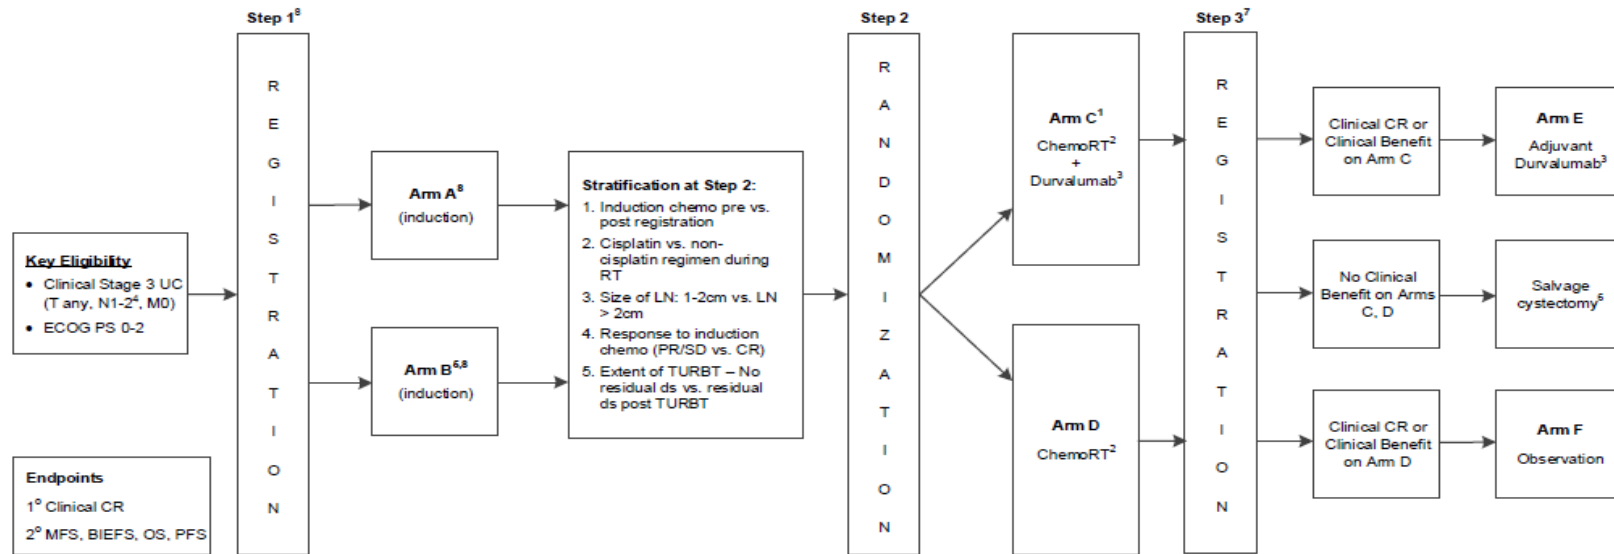 Step 1⁸
Step 2
Step 3⁷
Key Eligibility
• Clinical Stage 3 UC
(T any, N1-2⁴, M0)
• ECOG PS 0-2
Endpoints
1° Clinical CR
2° MFS, BIEFS, OS, PFS
REGISTRATION
Arm A⁸
(induction)
Arm B⁵,⁸
(induction)
Stratification at Step 2:
1. Induction chemo pre vs.
post registration
2. Cisplatin vs. non-
cisplatin regimen during
RT
3. Size of LN: 1-2cm vs. LN
> 2cm
4. Response to induction
chemo (PR/SD vs. CR)
5. Extent of TURBT – No
residual ds vs. residual
ds post TURBT
RANDOMIZATION
Arm C¹
ChemoRT²
+
Durvalumab³
Arm D
ChemoRT²
REGISTRATION
Clinical CR or
Clinical Benefit
on Arm C
Arm E
Adjuvant
Durvalumab³
No Clinical
Benefit on Arms
C, D
Salvage
cystectomy⁶
Clinical CR or
Clinical Benefit
on Arm D
Arm F
Observation